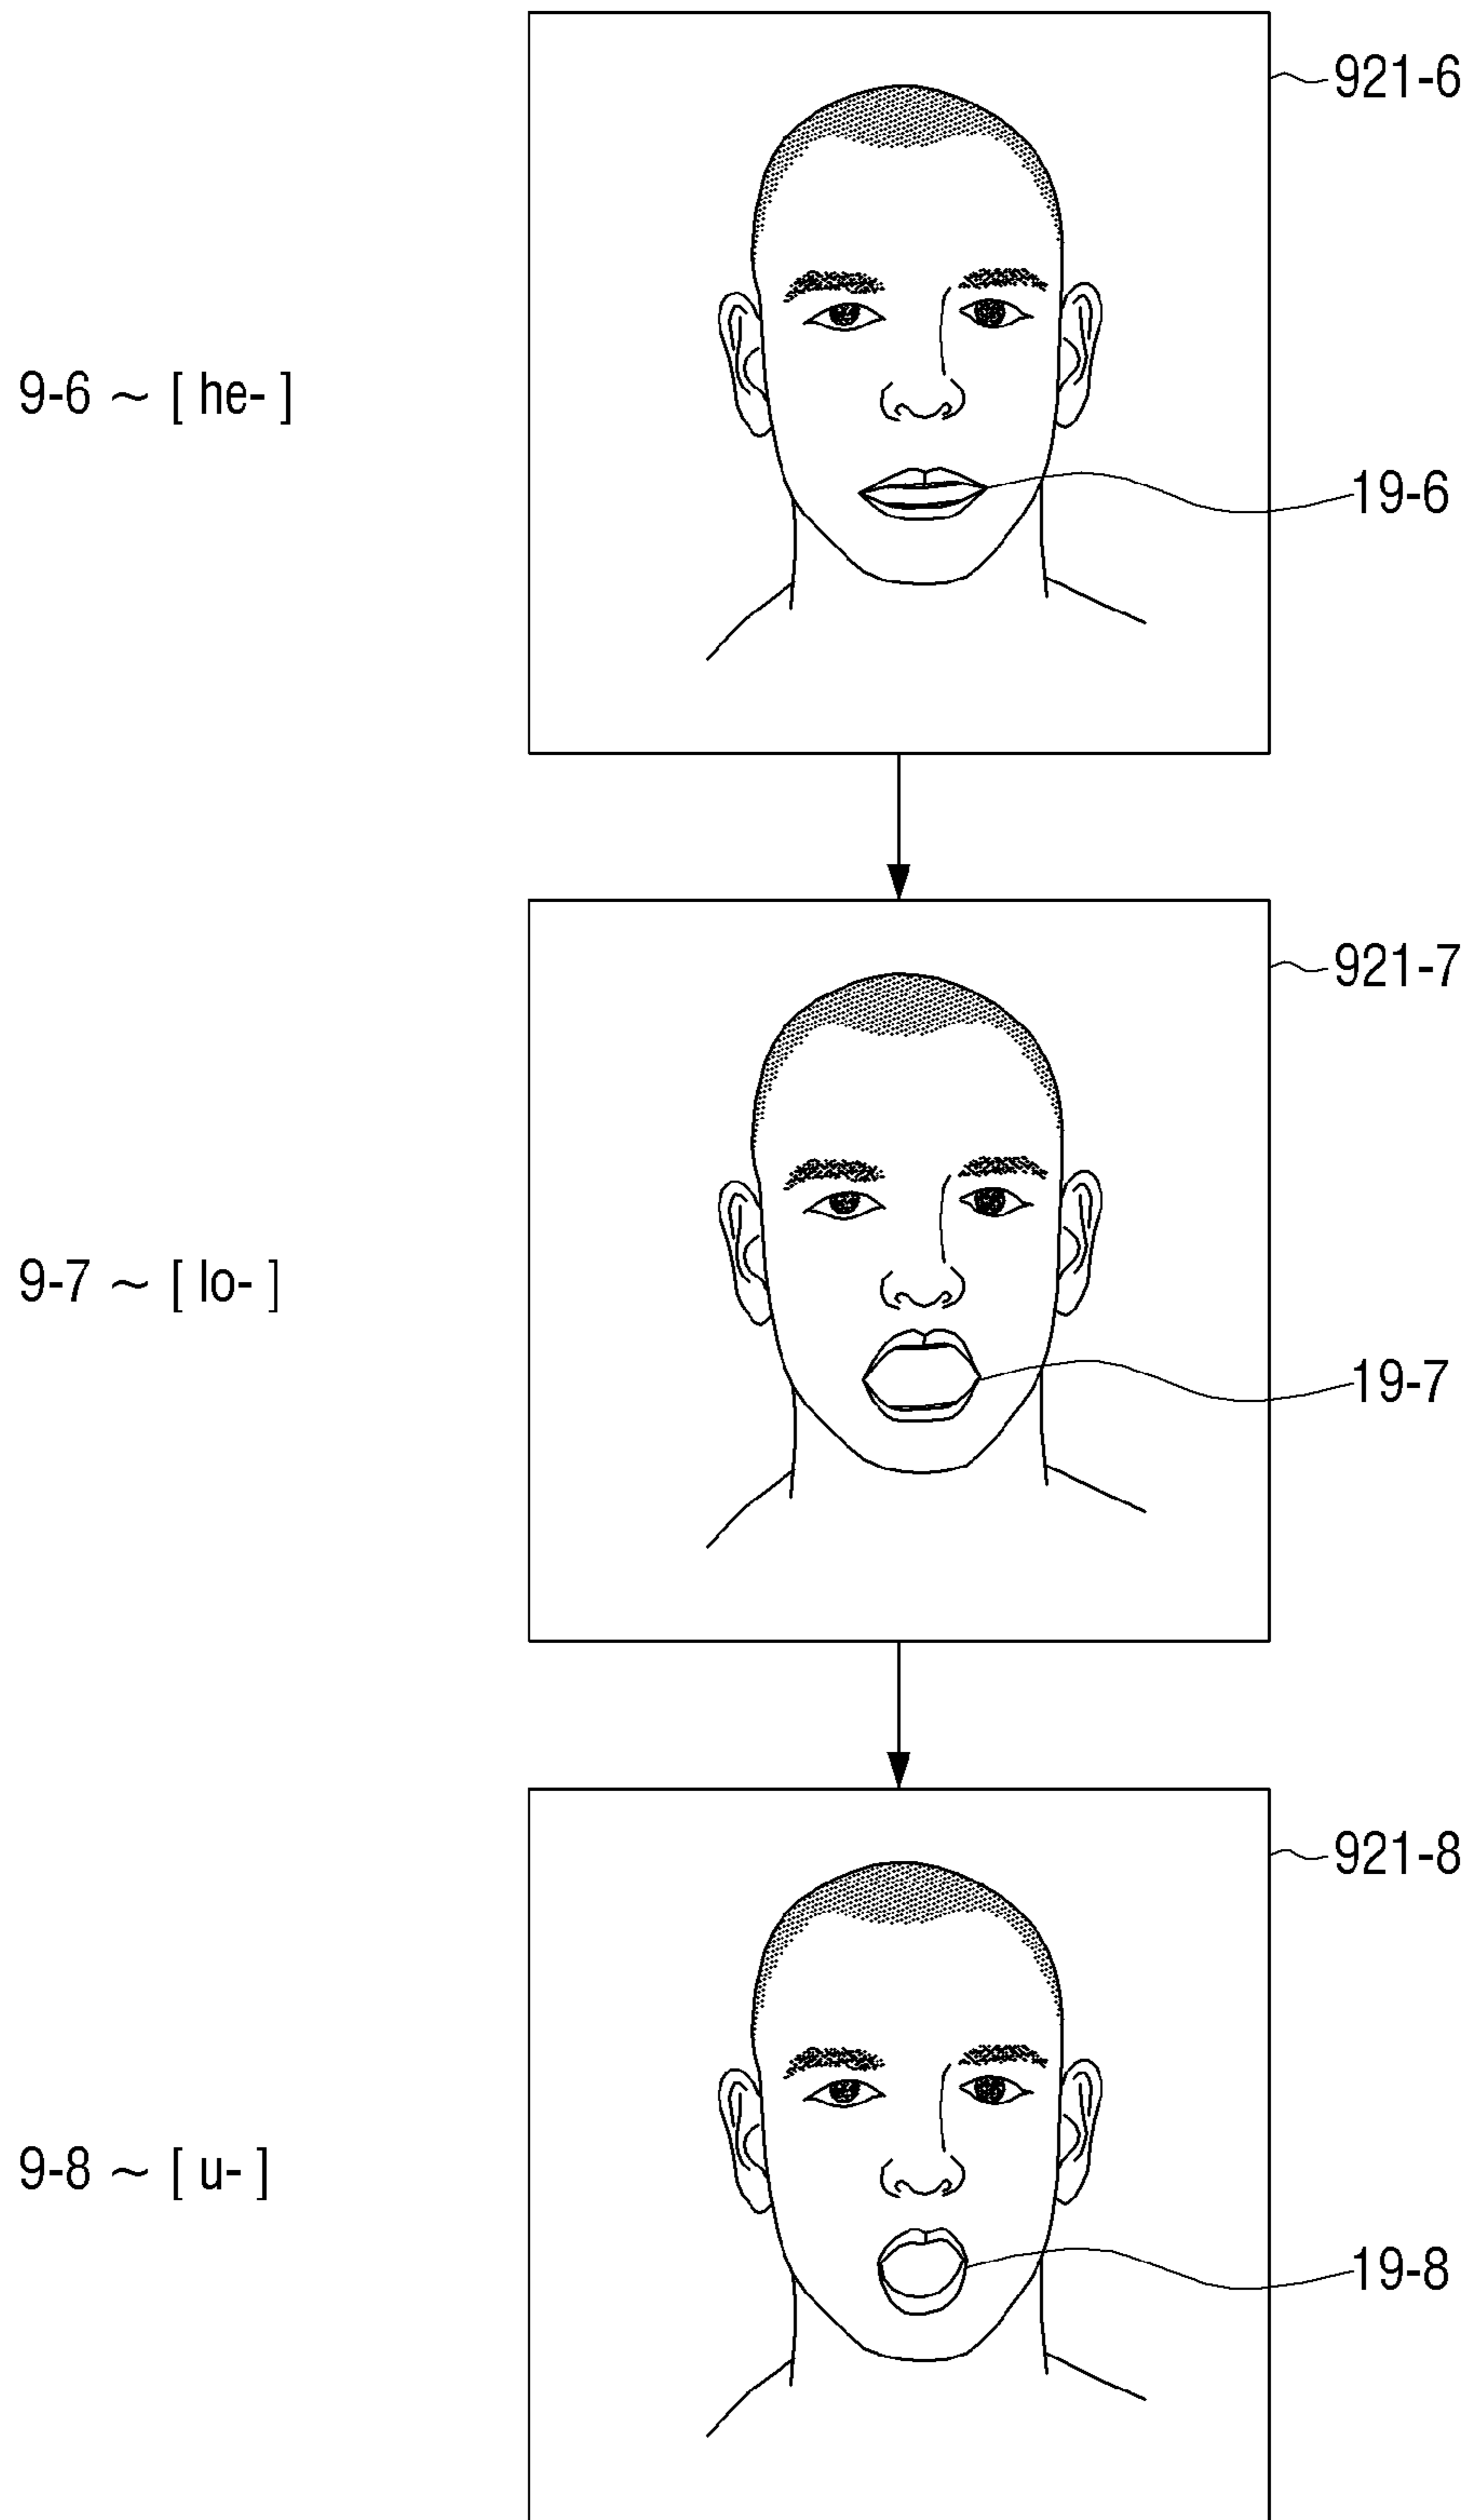 921-6
9-6 ~ [ he- ]
19-6
921-7
9-7 ~ [ lo- ]
19-7
921-8
9-8 ~ [ u- ]
19-8